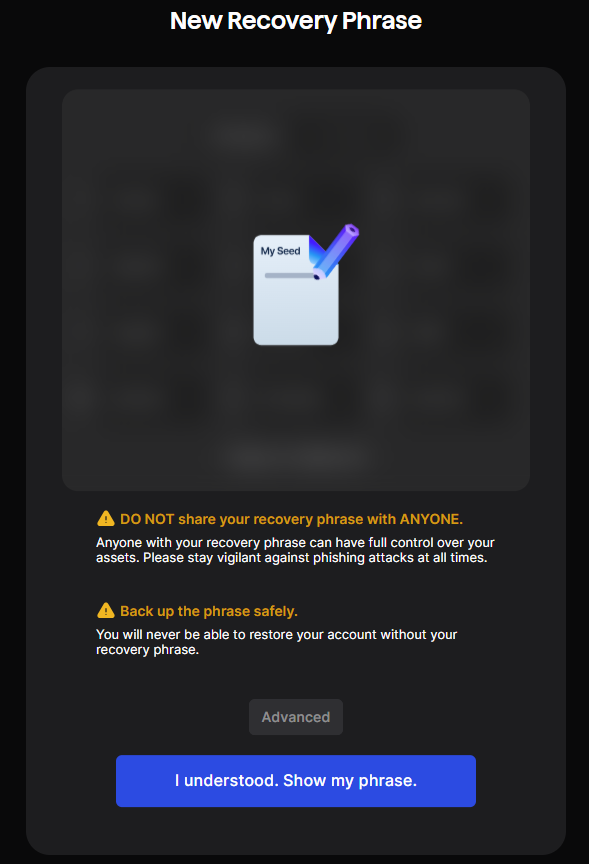 New Recovery Phrase
My Seed
DO NOT share your recovery phrase with ANYONE.
Anyone with your recovery phrase can have full control over your
assets. Please stay vigilant against phishing attacks at all times.
Back up the phrase safely.
You will never be able to restore your account without your
recovery phrase.
Advanced
I understood. Show my phrase.